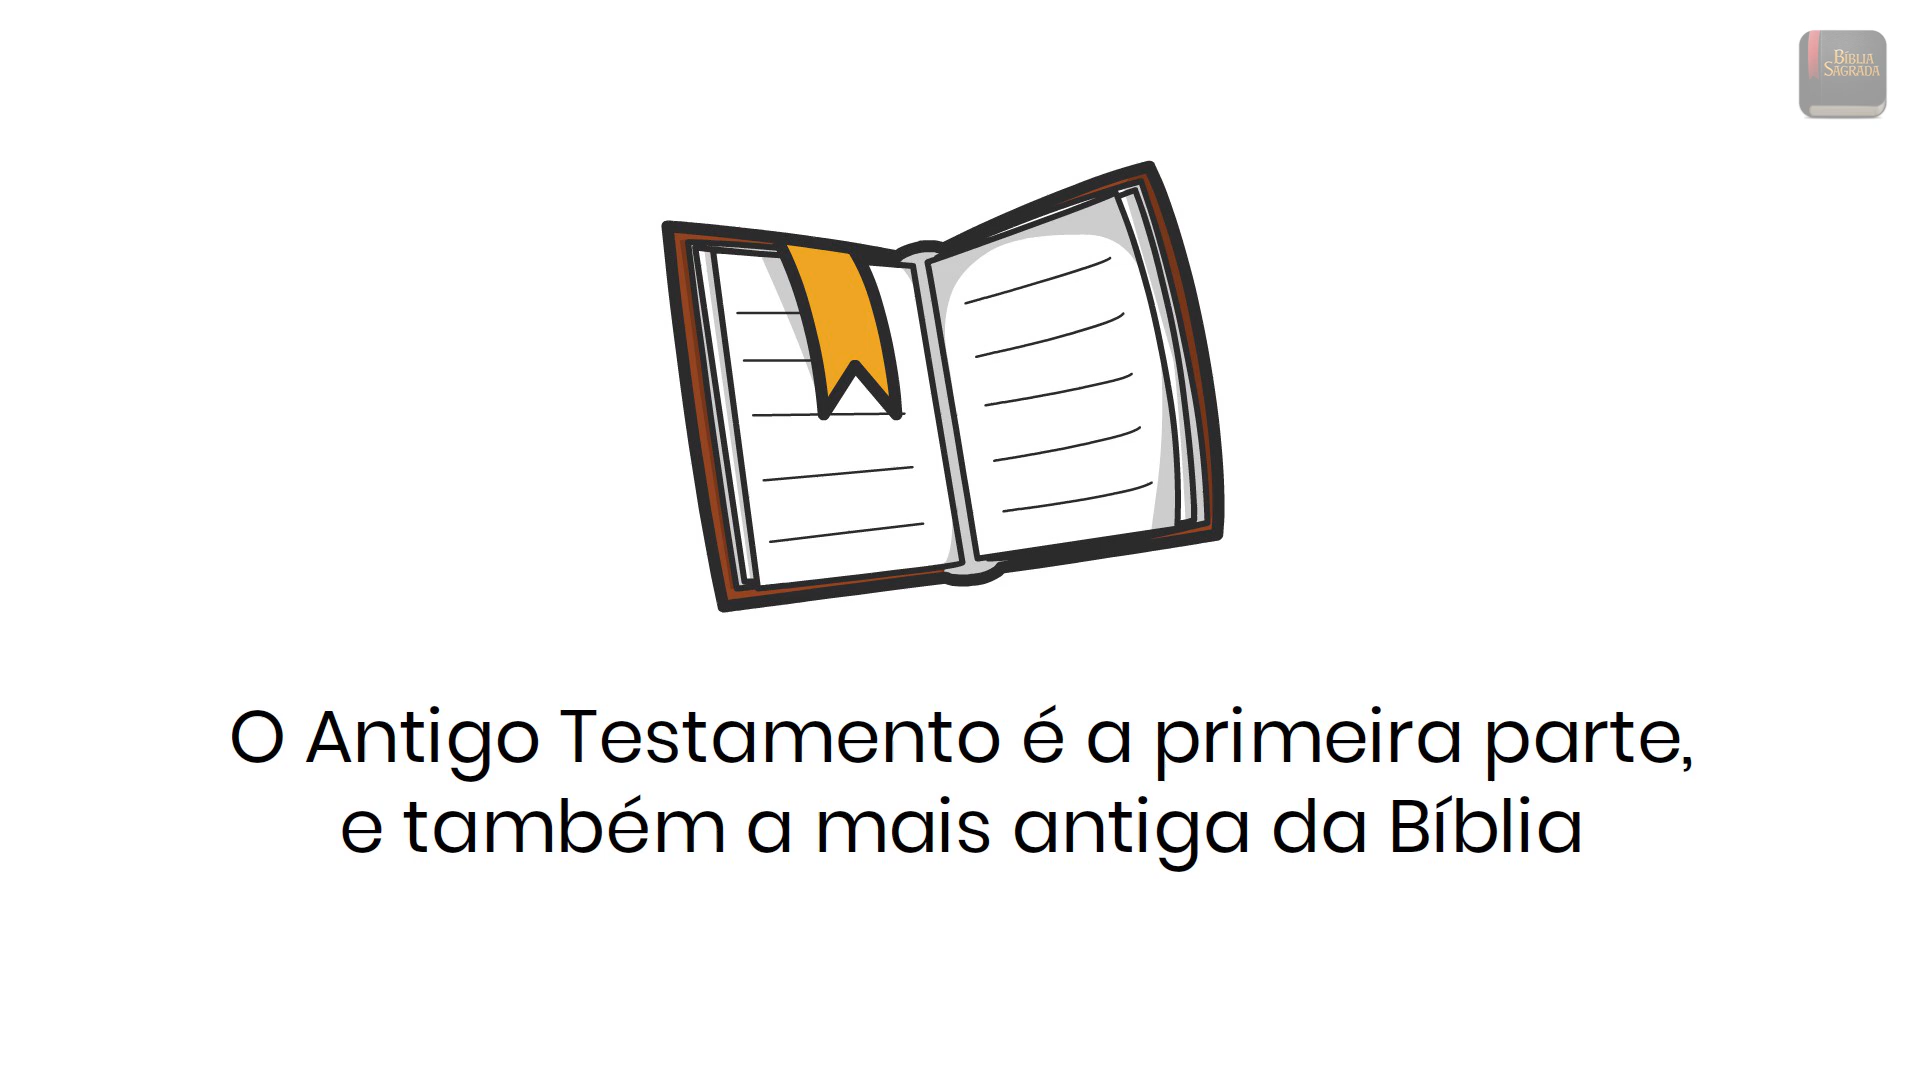 BÍBLIA
SAGRADA
O Antigo Testamento é a primeira parte,
e também a mais antiga da Bíblia